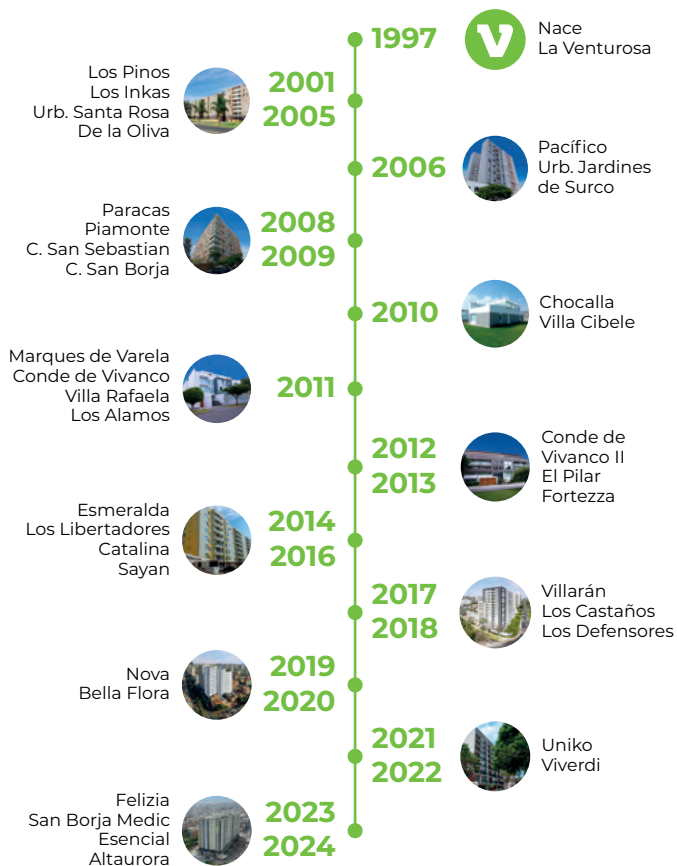 1997
Nace
La Venturosa
Los Pinos
Los Inkas
Urb. Santa Rosa
De la Oliva
2001
2005
2006
Pacífico
Urb. Jardines
de Surco
Paracas
Piamonte
C. San Sebastian
C. San Borja
2008
2009
2010
Chocalla
Villa Cibele
Marques de Varela
Conde de Vivanco
Villa Rafaela
Los Alamos
2011
2012
2013
Conde de
Vivanco II
El Pilar
Fortezza
Esmeralda
Los Libertadores
Catalina
Sayan
2014
2016
2017
2018
Villarán
Los Castaños
Los Defensores
Nova
Bella Flora
2019
2020
2021
2022
Uniko
Viverdi
Felizia
San Borja Medic
Esencial
Altaurora
2023
2024